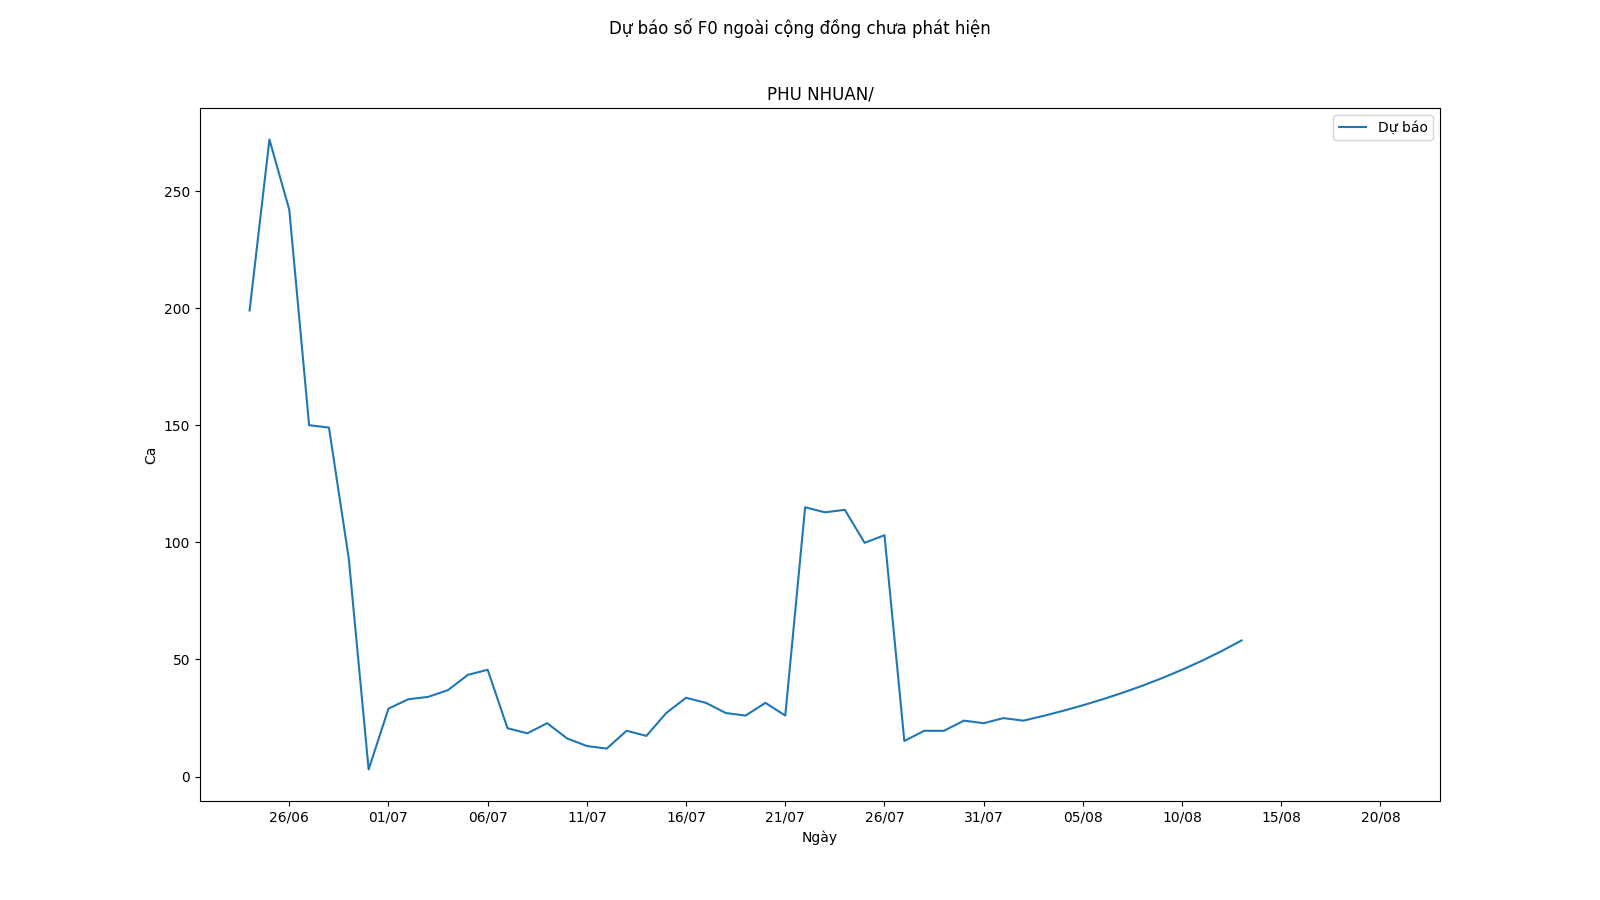 Dự báo số F0 ngoài cộng đồng chưa phát hiện
PHU NHUAN/
Dự báo
250
200
150
100
50
0
Ca
26/06 01/07 06/07 11/07 16/07 21/07 26/07 31/07 05/08 10/08 15/08 20/08
Ngày